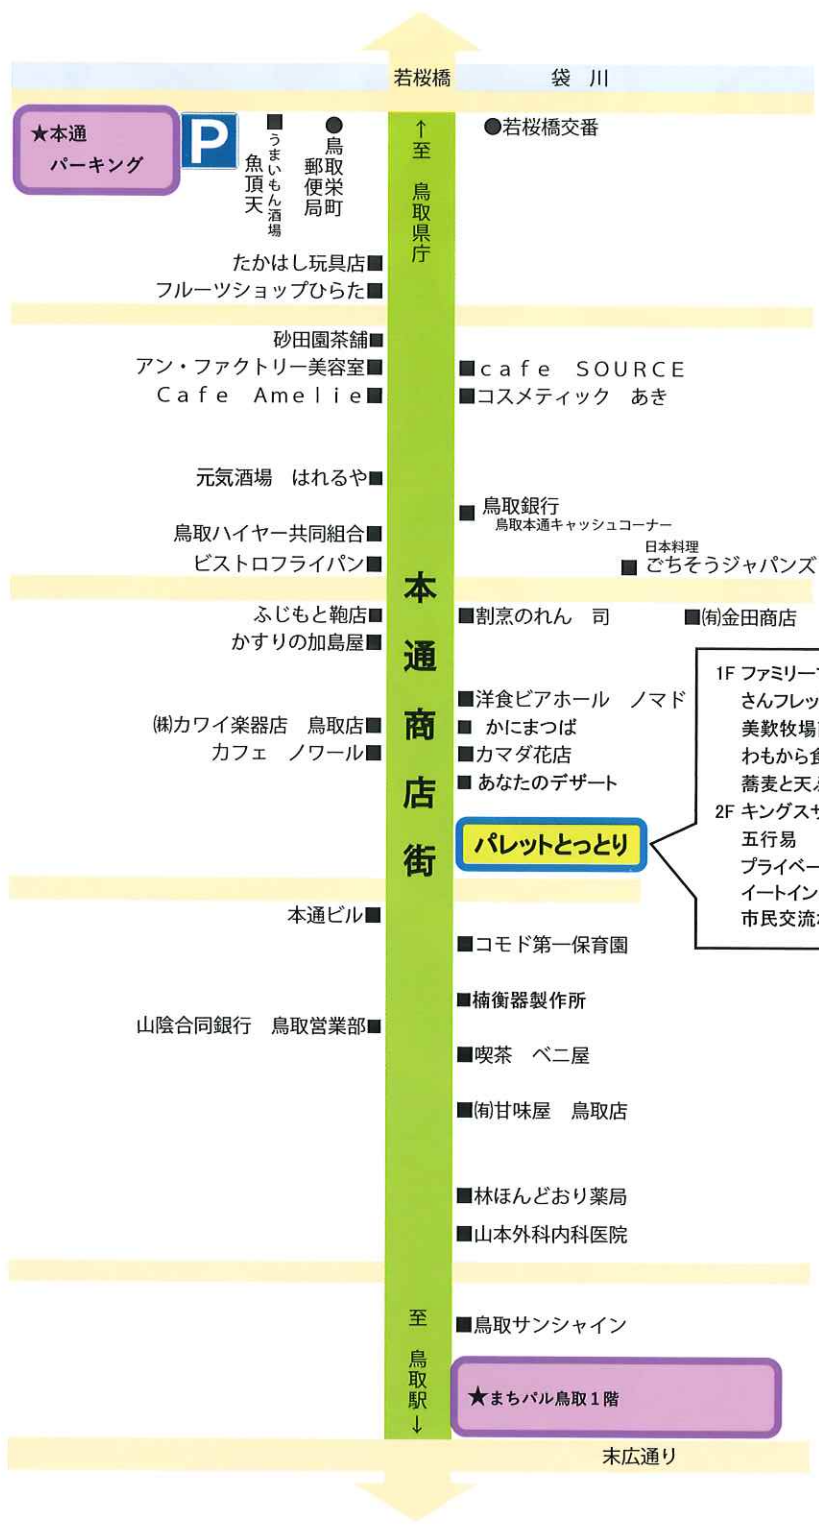 若桜橋
袋 川
★本通
パーキング
P
うまいもん酒場
魚頂天
鳥取栄町
郵便局
↑至 鳥取県庁
●若桜橋交番
たかはし玩具店
フルーツショップひらた
砂田園茶舗
アン・ファクトリー美容室
cafe SOURCE
Cafe Amelie
コスメティック あき
元気酒場 はれるや
鳥取銀行
鳥取本通キャッシュコーナー
鳥取ハイヤー共同組合
日本料理
ごちそうジャパンズ
ビストロフライパン
本通商店街
ふじもと鞄店
割烹のれん 司
㈲金田商店
かすりの加島屋
洋食ビアホール ノマド
㈱カワイ楽器店 鳥取店
かにまつば
カフェ ノワール
カマダ花店
あなたのデザート
パレットとっとり
1F ファミリー
さんフレッ
美歎牧場
わもから
蕎麦と天
2F キングスサ
五行易
プライベー
イートイン
市民交流
本通ビル
コモド第一保育園
楠衡器製作所
山陰合同銀行 鳥取営業部
喫茶 ベニ屋
㈲甘味屋 鳥取店
林ほんどおり薬局
山本外科内科医院
至 鳥取駅↓
鳥取サンシャイン
★まちパル鳥取1階
末広通り